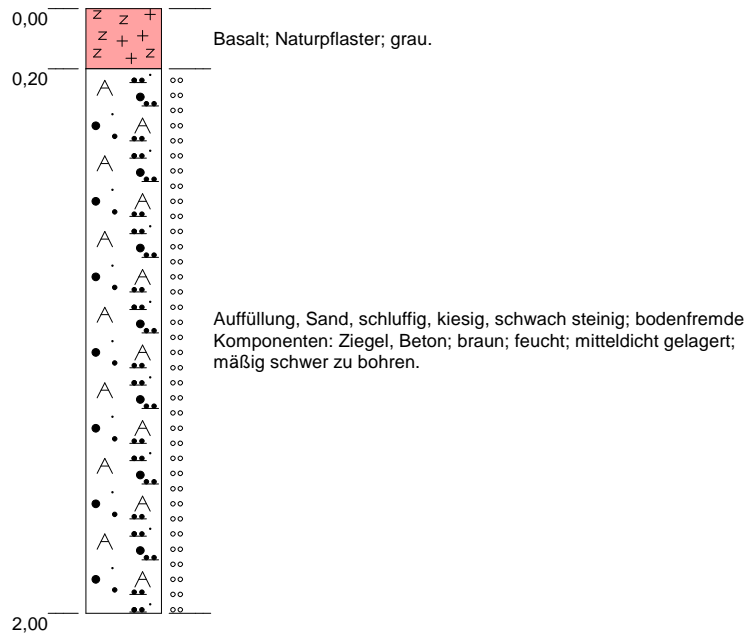 0,00
Basalt; Naturpflaster; grau.
0,20
Auffüllung, Sand, schluffig, kiesig, schwach steinig; bodenfremde
Komponenten: Ziegel, Beton; braun; feucht; mitteldicht gelagert;
mäßig schwer zu bohren.
2,00